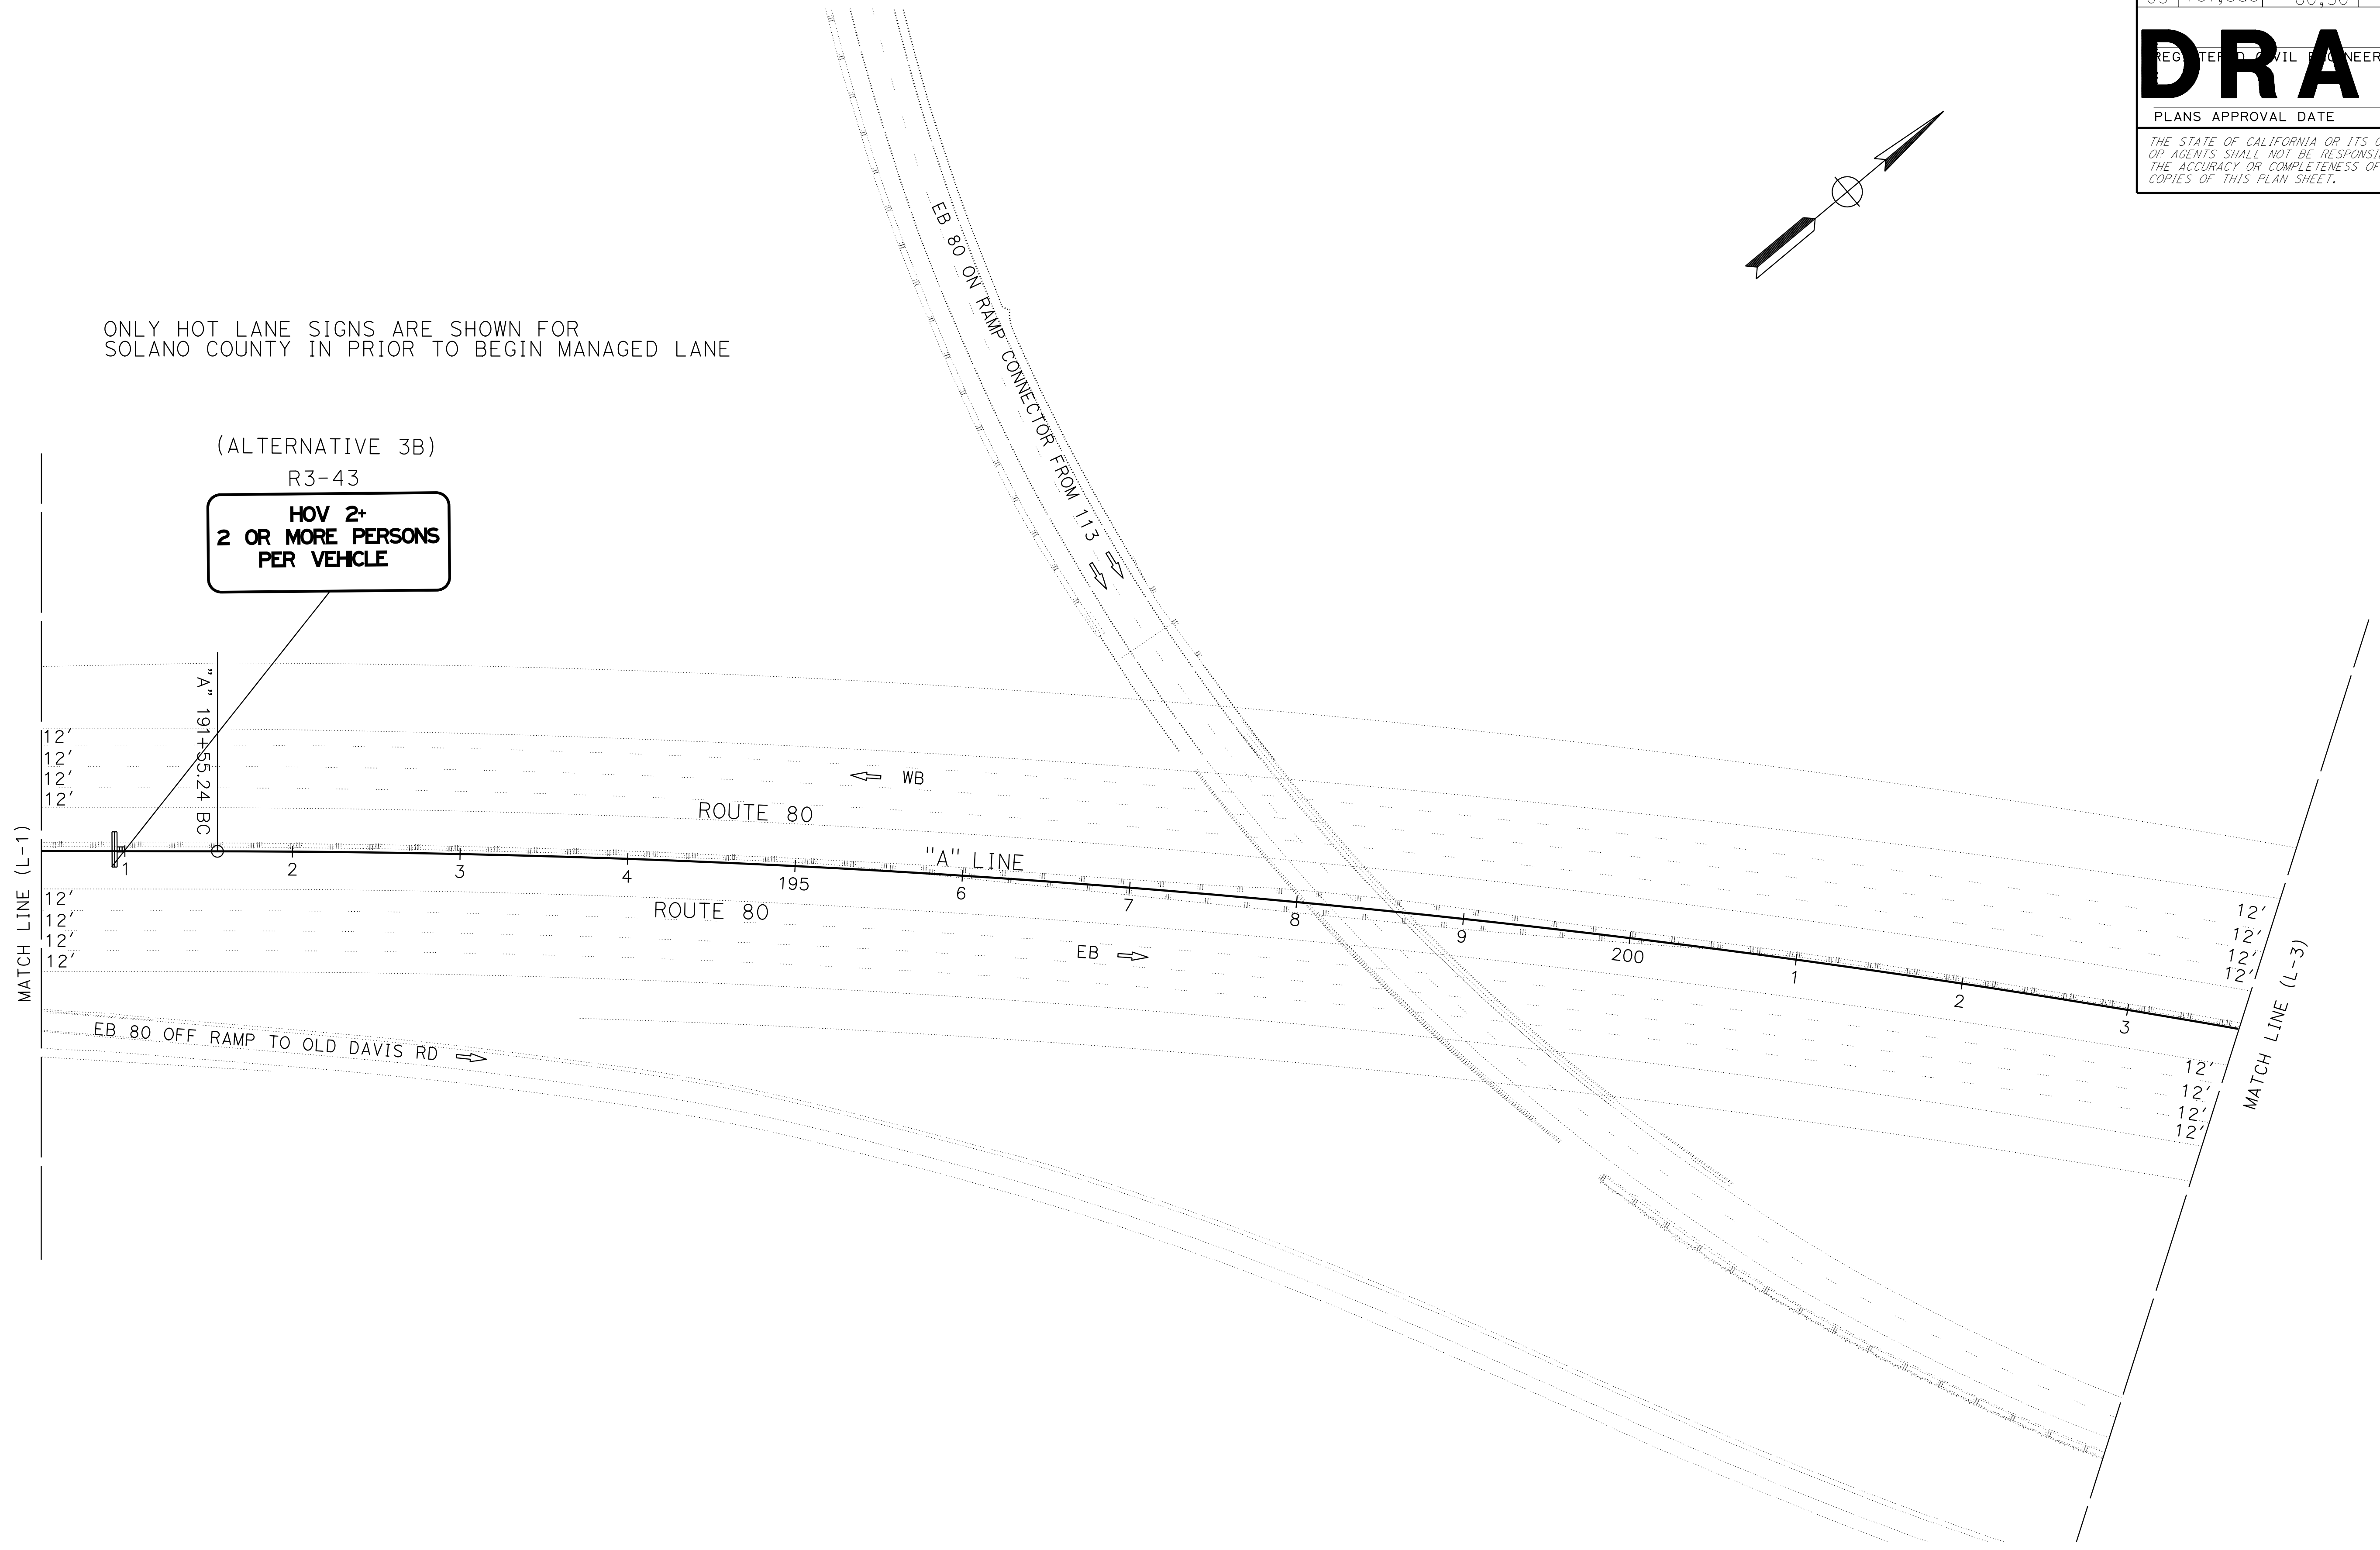 DRA
REGISTERED CIVIL ENGINEER
PLANS APPROVAL DATE
THE STATE OF CALIFORNIA OR ITS
OR AGENTS SHALL NOT BE
THE ACCURACY OR COMPLETENESS OF
COPIES OF THIS PLAN SHEET.
EB 80 ON RAMP CONNECTOR FROM 113
ONLY HOT LANE SIGNS ARE SHOWN FOR
SOLANO COUNTY IN PRIOR TO BEGIN MANAGED LANE
(ALTERNATIVE 3B)
R3-43
HOV 2+
2 OR MORE PERSONS
PER VEHICLE
"A" 191+55.24 BC
12'
12'
12'
12'
WB
ROUTE 80
"A" LINE
MATCH LINE (L-1)
1
2
3
4
195
6
7
8
9
200
1
2
3
12'
12'
12'
12'
ROUTE 80
EB
12'
12'
12'
12'
12'
12'
12'
12'
MATCH LINE (L-3)
EB 80 OFF RAMP TO OLD DAVIS RD